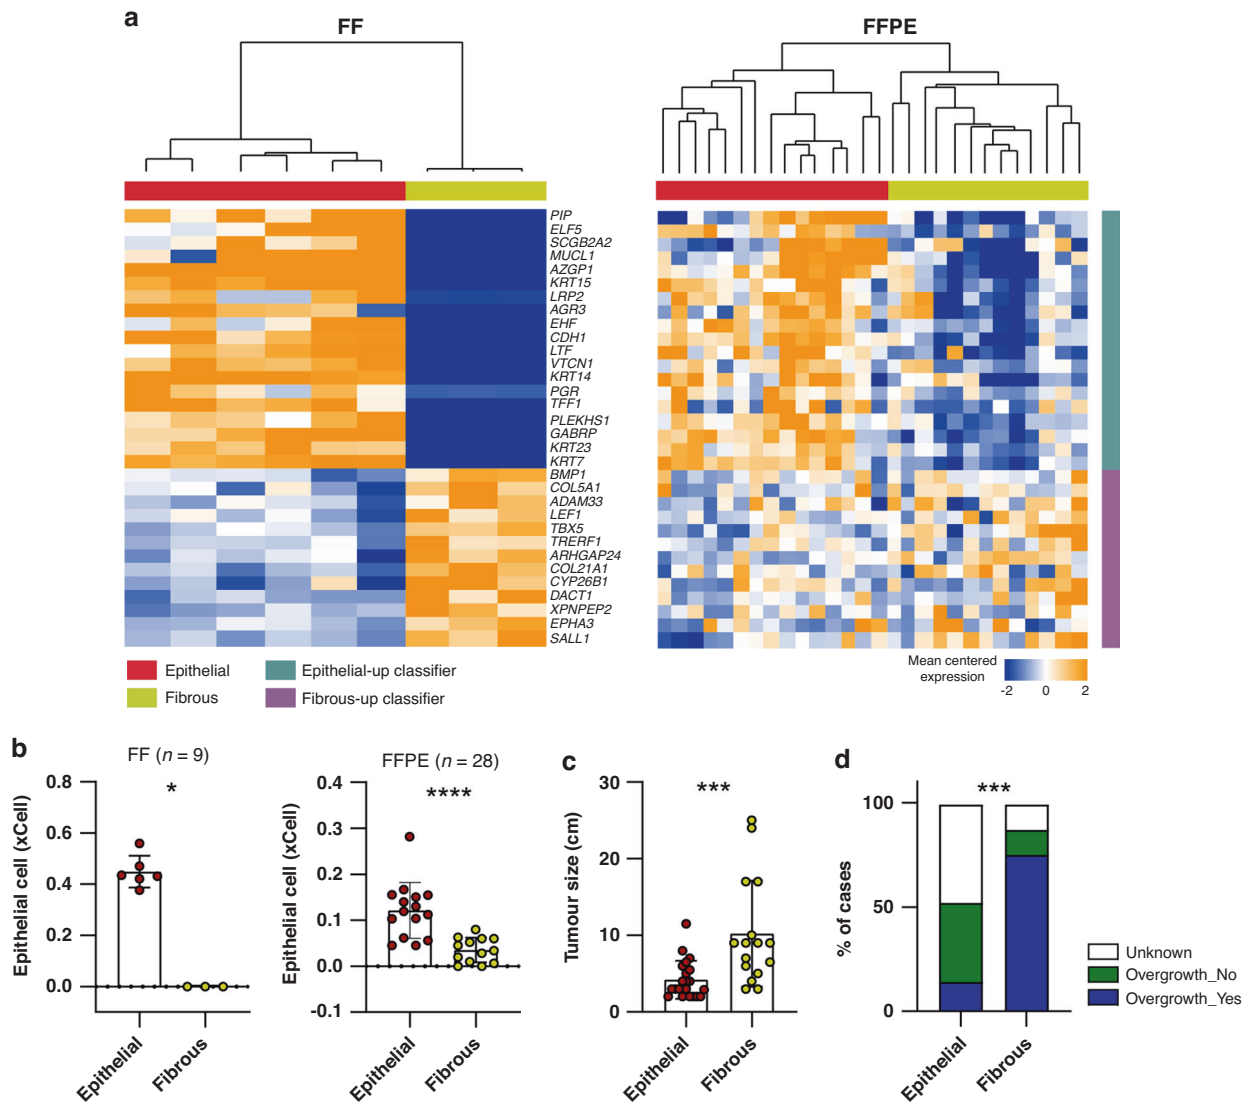 a
FF
FFPE
PIP
ELF5
SCGB2A2
MUCL1
AZGP1
KRT15
LRP2
AGR3
EHF
CDH1
LTF
VTCN1
KRT14
PGR
TFF1
PLEKHS1
GABRP
KRT23
KRT7
BMP1
COL5A1
ADAM33
LEF1
TBX5
TRERF1
ARHGAP24
COL21A1
CYP26B1
DACT1
XPNPEP2
EPHA3
SALL1
Epithelial
Fibrous
Epithelial-up classifier
Fibrous-up classifier
Mean centered
expression
-2 0 2
b
FF (n = 9)
Epithelial cell (xCell)
0.8
0.6
0.4
0.2
0.0
*
Epithelial
Fibrous
FFPE (n = 28)
Epithelial cell (xCell)
0.4
0.3
0.2
0.1
0.0
-0.1
****
Epithelial
Fibrous
c
Tumour size (cm)
30
20
10
0
***
Epithelial
Fibrous
d
% of cases
100
50
0
***
Epithelial
Fibrous
Unknown
Overgrowth_No
Overgrowth_Yes